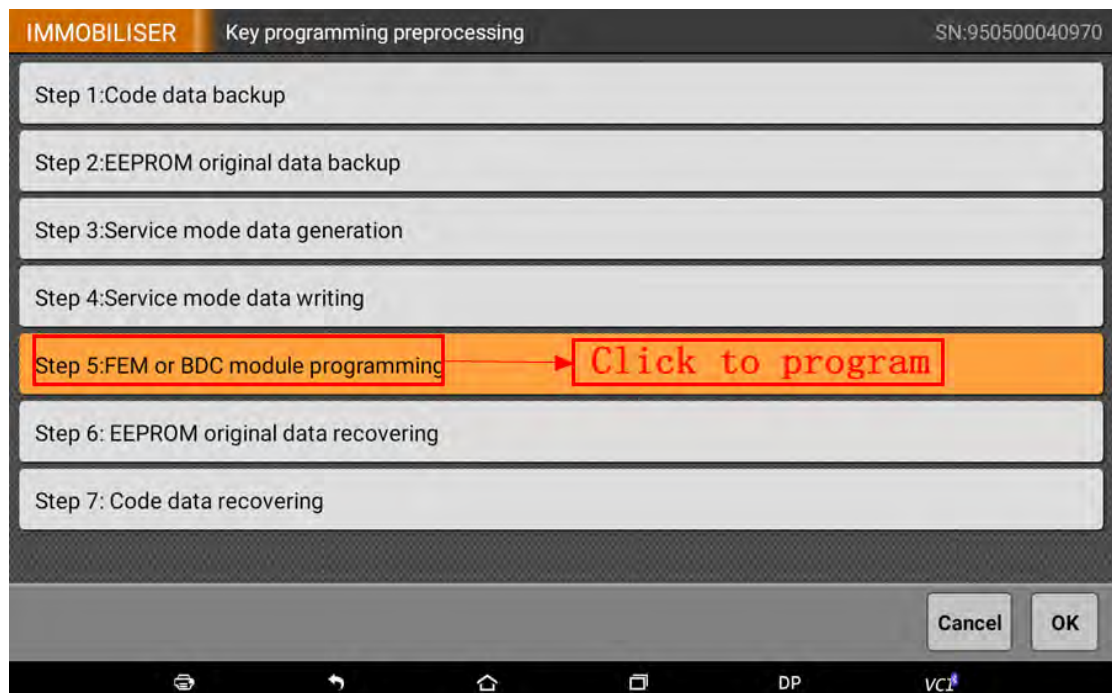 IMMOBILISER Key programming preprocessing SN:950500040970
Step 1:Code data backup
Step 2:EEPROM original data backup
Step 3:Service mode data generation
Step 4:Service mode data writing
Step 5:FEM or BDC module programming Click to program
Step 6: EEPROM original data recovering
Step 7: Code data recovering
Cancel OK
DP VCI